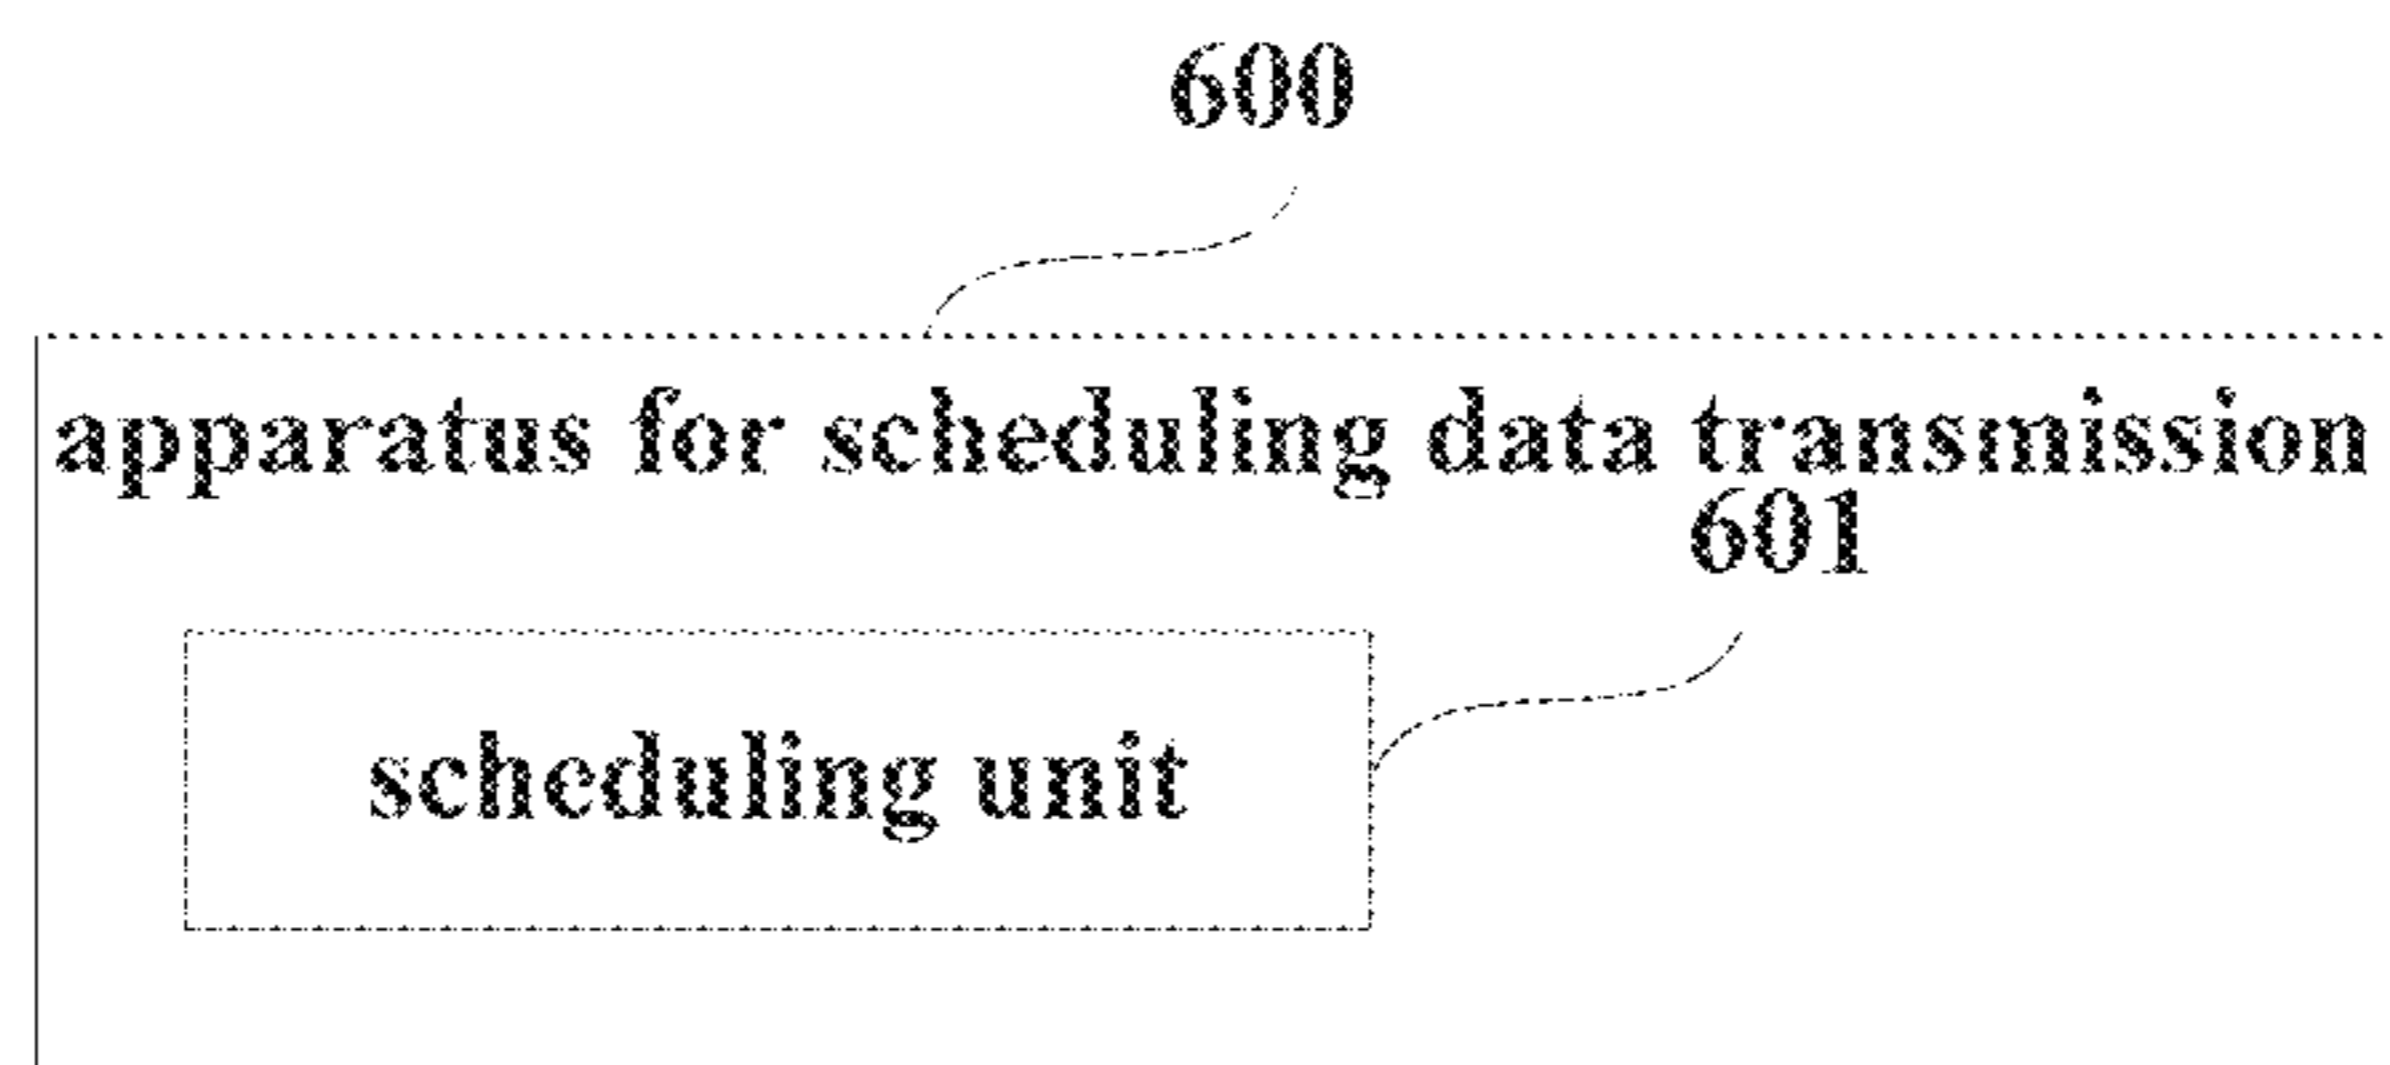 600
apparatus for scheduling data transmission
601
scheduling unit